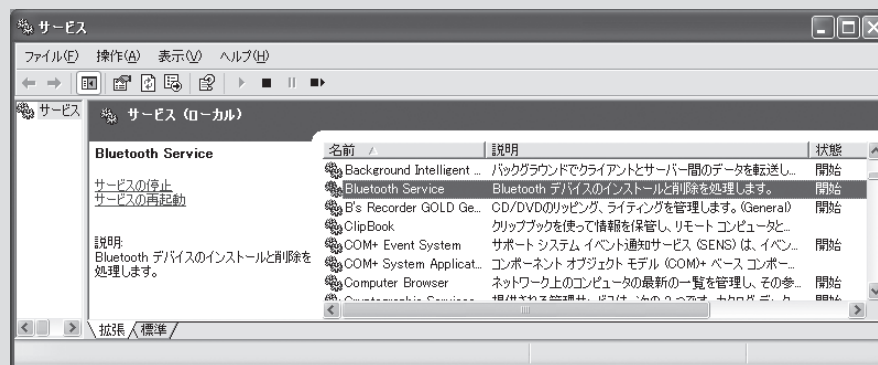 サービス
ファイル(F) 操作(A) 表示(V) ヘルプ(H)
サービス
サービス (ローカル)
Bluetooth Service
サービスの停止
サービスの再起動
説明:
Bluetooth デバイスのインストールと削除を
処理します。
名前 説明 状態
Background Intelligent ... バックグラウンドでクライアントとサーバー間のデータを転送し... 開始
Bluetooth Service Bluetooth デバイスのインストールと削除を処理します。 開始
B's Recorder GOLD Ge... CD/DVDのリッピング、ライティングを管理します。(General) 開始
ClipBook クリップブックを使って情報を保管し、リモート コンピュータと...
COM+ Event System サポート システム イベント通知サービス (SENS) は、イベン... 開始
COM+ System Applicat... コンポーネント オブジェクト モデル (COM)+ ベース コンポー...
Computer Browser ネットワーク上のコンピュータの最新の一覧を管理し、その参... 開始
拡張 標準